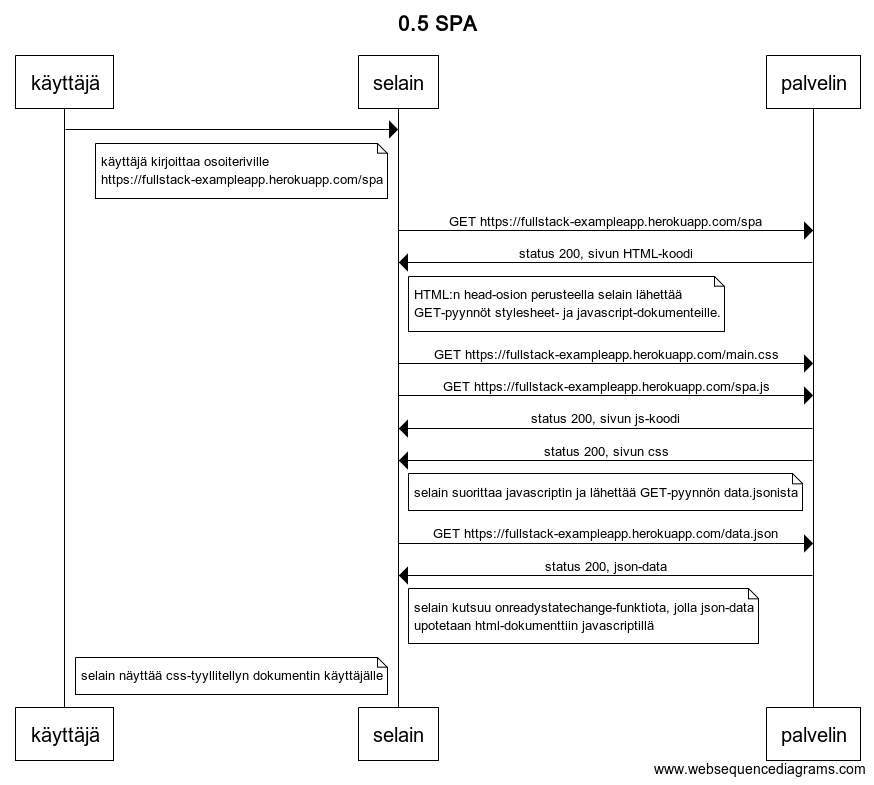 0.5 SPA
käyttäjä
selain
palvelin
käyttäjä kirjoittaa osoiteriville
https://fullstack-exampleapp.herokuapp.com/spa
GET https://fullstack-exampleapp.herokuapp.com/spa
status 200, sivun HTML-koodi
HTML:n head-osion perusteella selain lähettää
GET-pyynnöt stylesheet- ja javascript-dokumenteille.
GET https://fullstack-exampleapp.herokuapp.com/main.css
GET https://fullstack-exampleapp.herokuapp.com/spa.js
status 200, sivun js-koodi
status 200, sivun css
selain suorittaa javascriptin ja lähettää GET-pyynnön data.jsonista
GET https://fullstack-exampleapp.herokuapp.com/data.json
status 200, json-data
selain kutsuu onreadystatechange-funktiota, jolla json-data
upotetaan html-dokumenttiin javascriptillä
selain näyttää css-tyyllitellyn dokumentin käyttäjälle
käyttäjä
selain
palvelin
www.websequencediagrams.com